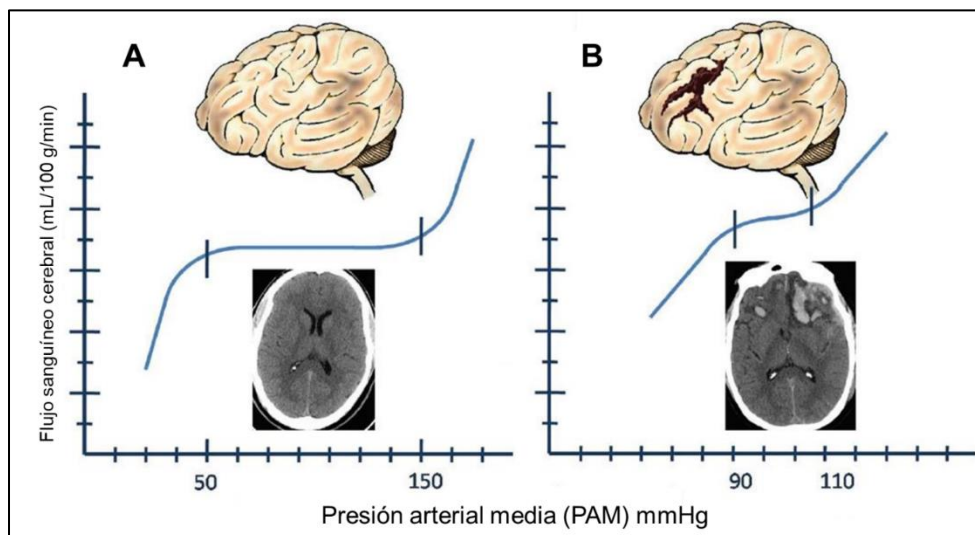 A
B
Flujo sanguíneo cerebral (mL/100 g/min)
50
150
90
110
Presión arterial media (PAM) mmHg